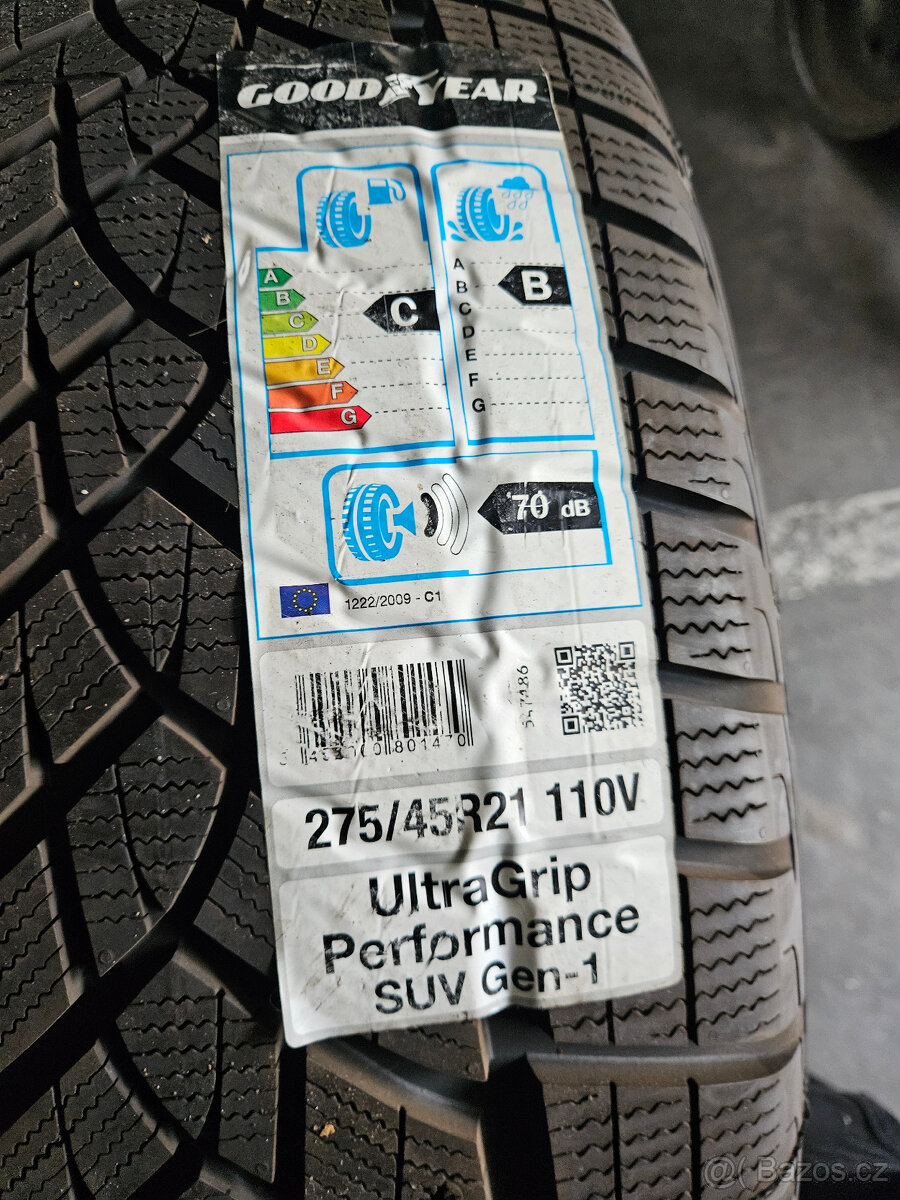 GOODYEAR
A
B
C
D
E
F
G
C
A
B
C
D
E
F
G
B
70 dB
1222/2009 - C1
275/45R21 110V
UltraGrip
Performance
SUV Gen-1
Bazos.cz